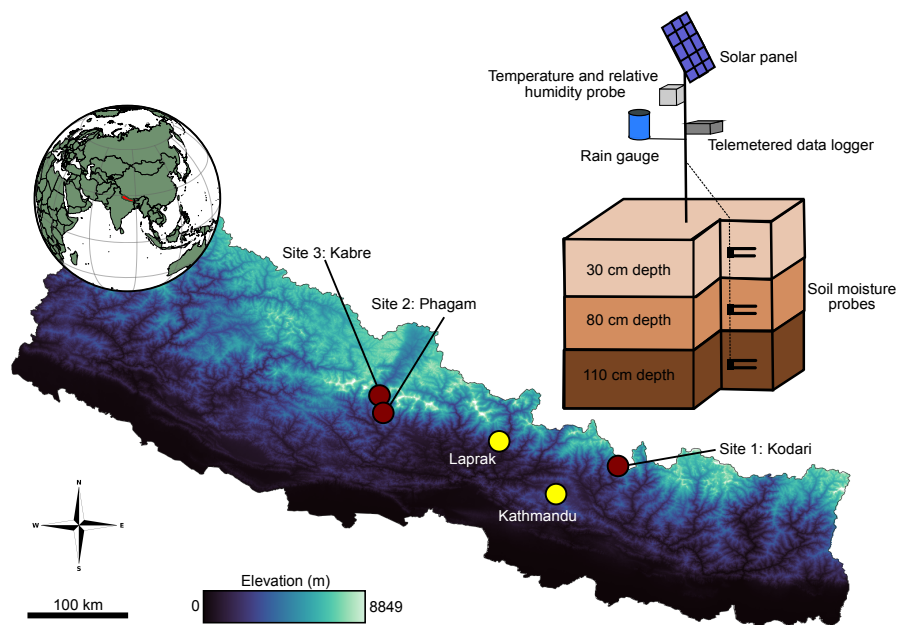 Solar panel
Temperature and relative
humidity probe
Rain gauge
Telemetered data logger
Site 3: Kabre
Site 2: Phagam
30 cm depth
80 cm depth
110 cm depth
Soil moisture
probes
Laprak
Site 1: Kodari
Kathmandu
N
W
E
S
100 km
Elevation (m)
0
8849